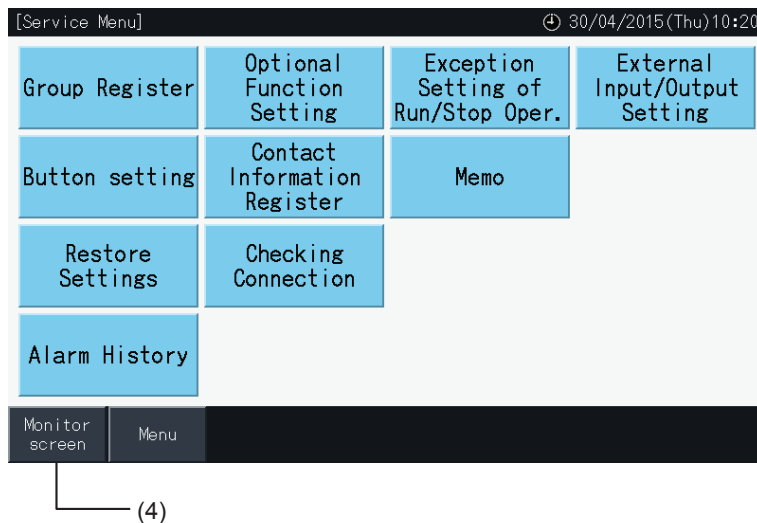 [Service Menu] 30/04/2015(Thu)10:20
Group Register
Optional
Function
Setting
Exception
Setting of
Run/Stop Oper.
External
Input/Output
Setting
Button setting
Contact
Information
Register
Memo
Restore
Settings
Checking
Connection
Alarm History
Monitor
screen
Menu
(4)